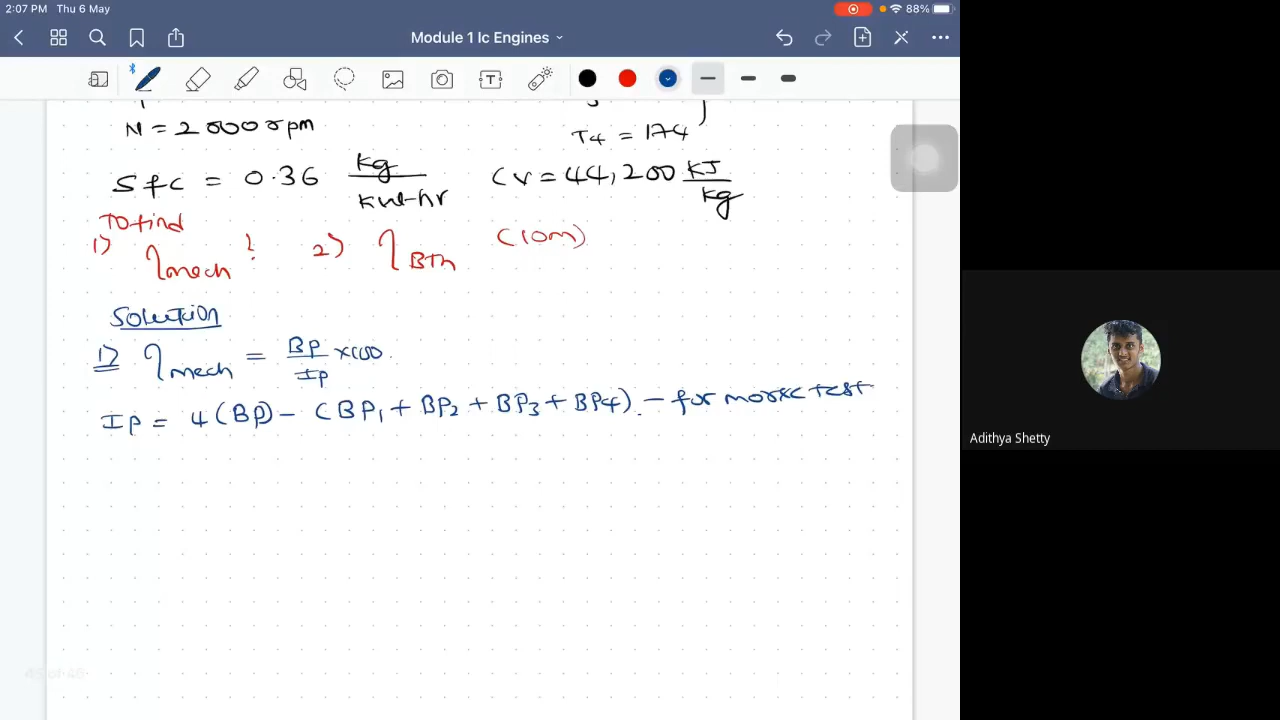 2:07 PM Thu 6 May 88%
Module 1 Ic Engines
N = 2000 rpm
T4 = 174
Sfc = 0.36 kg/kw-hr CV = 44,200 KJ/kg
To find
1) ηmech ? 2) ηBTh (10m)
Solution
1) ηmech = BP/IP ×100
IP = 4(BP) - (BP1 + BP2 + BP3 + BP4). - for morse test
Adithya Shetty